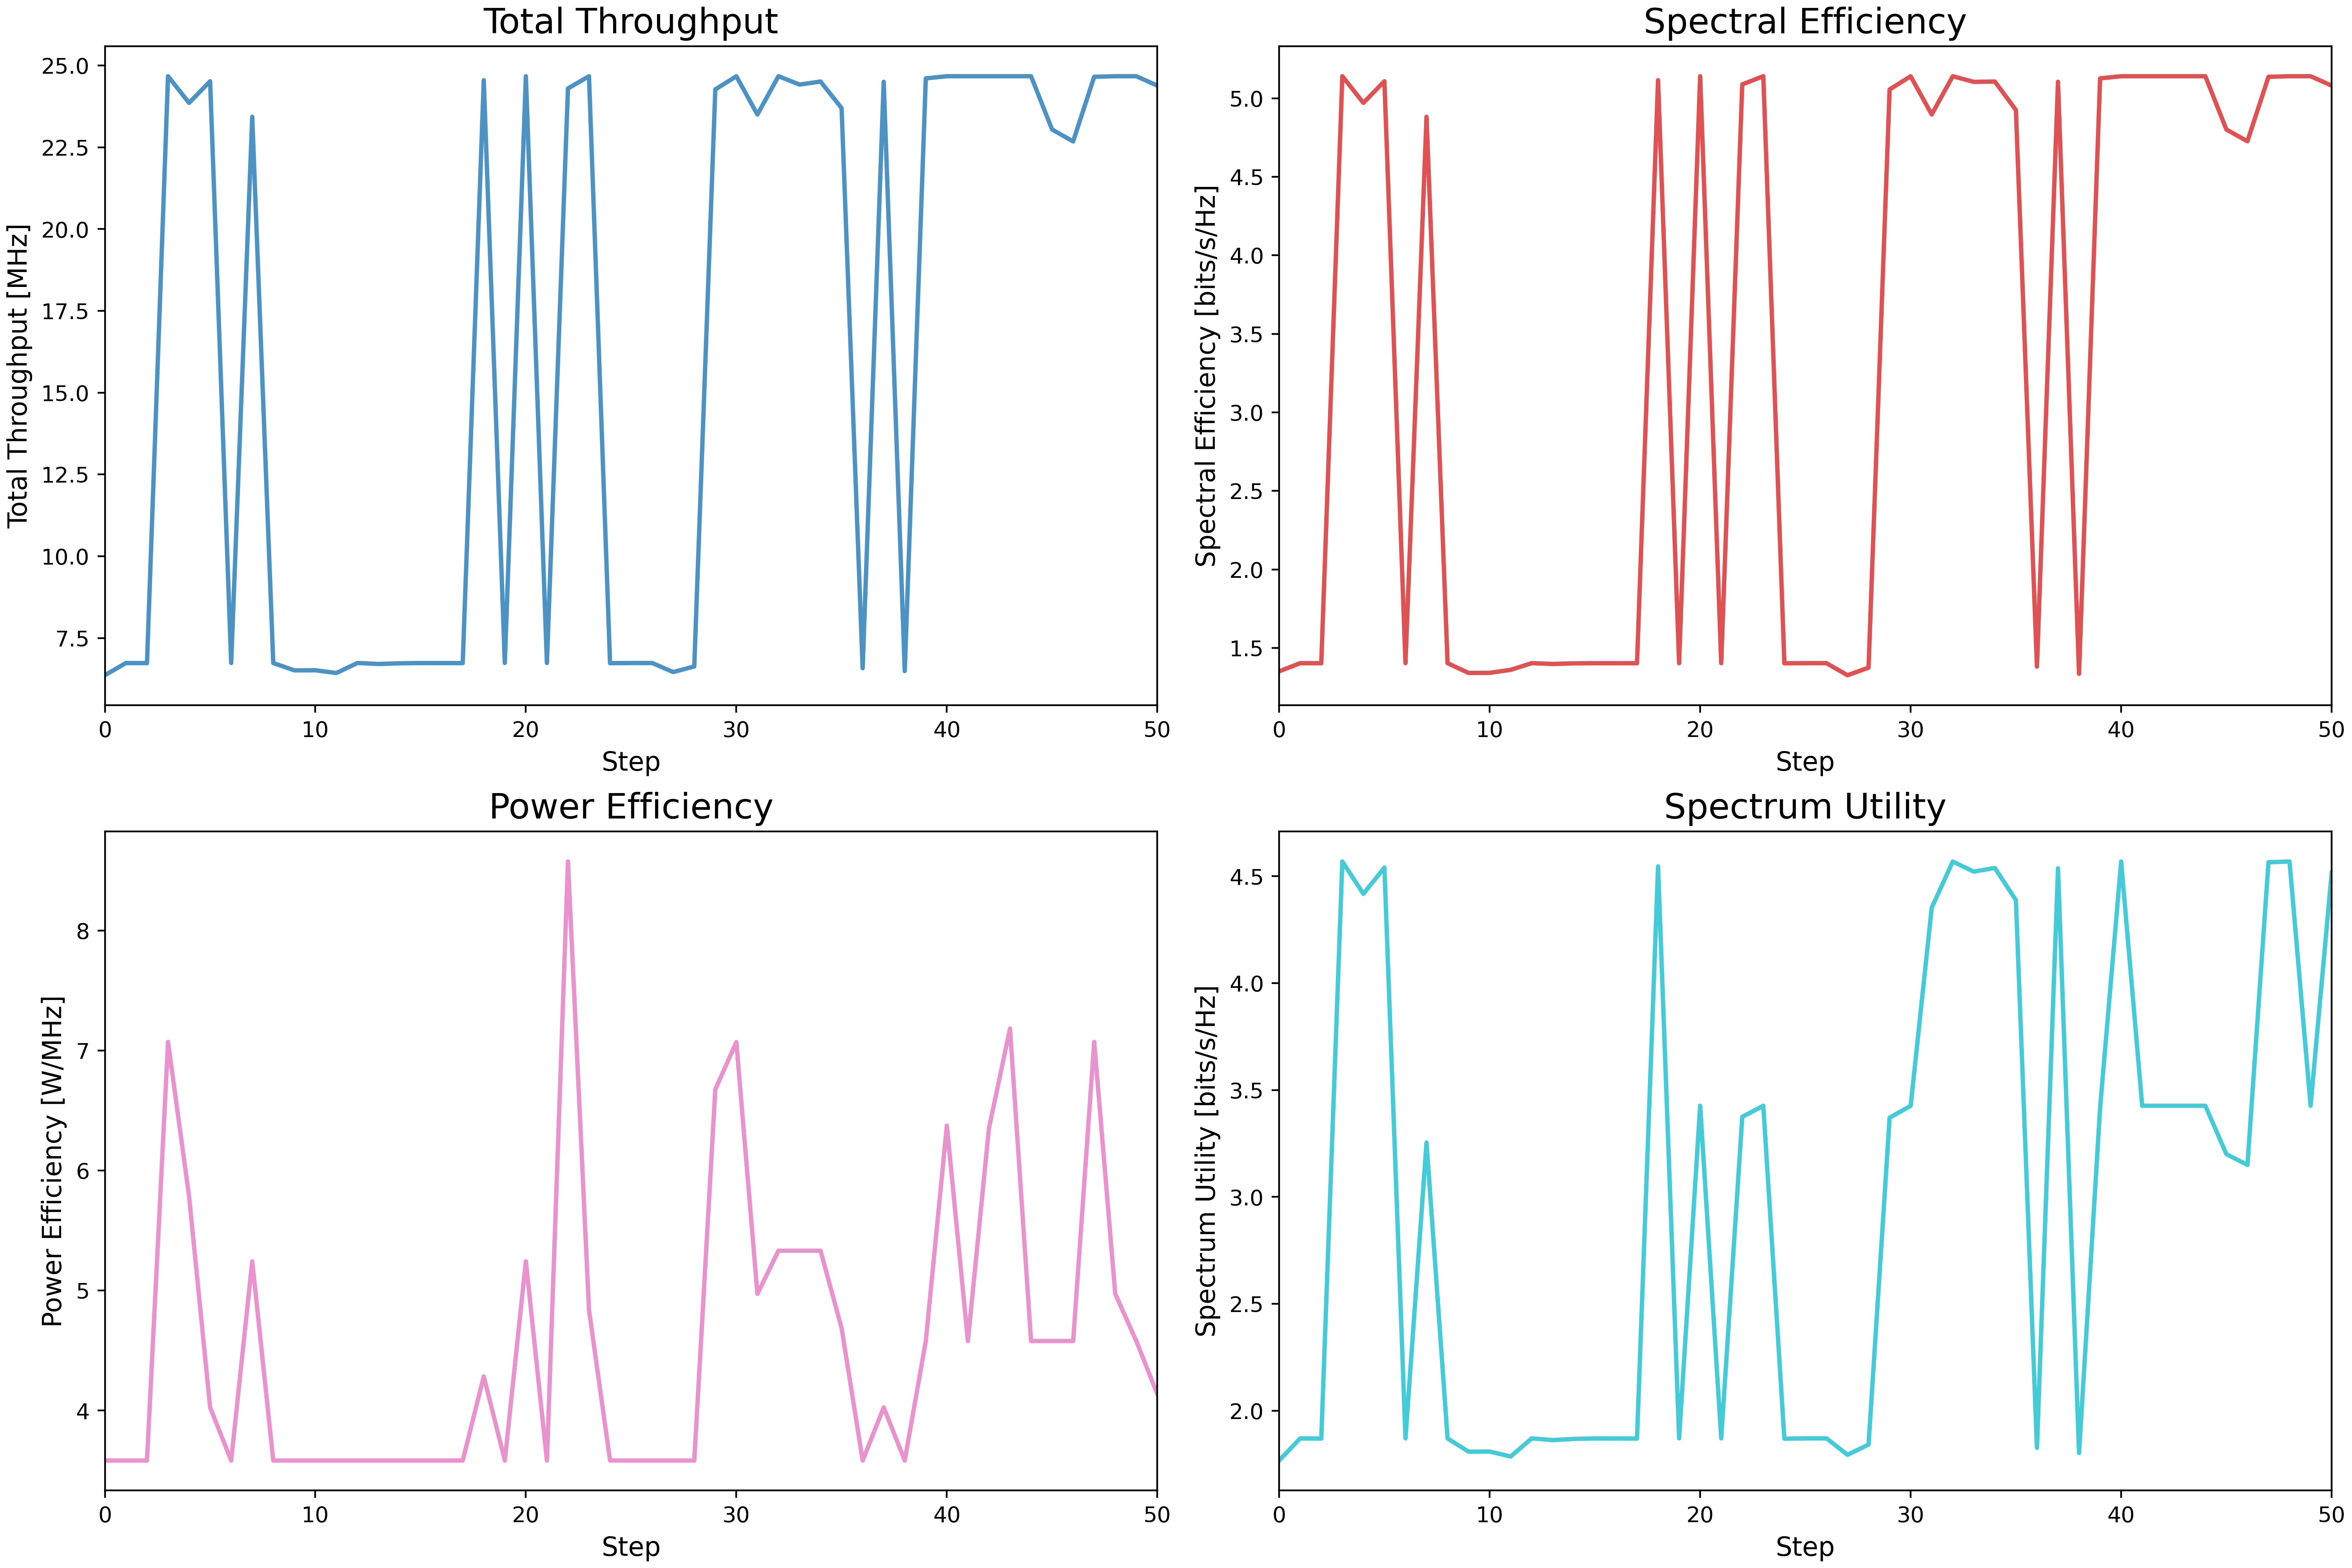 Total Throughput
Total Throughput [MHz]
25.0
22.5
20.0
17.5
15.0
12.5
10.0
7.5
0 10 20 30 40 50
Step
Spectral Efficiency
Spectral Efficiency [bits/s/Hz]
5.0
4.5
4.0
3.5
3.0
2.5
2.0
1.5
0 10 20 30 40 50
Step
Power Efficiency
Power Efficiency [W/MHz]
8
7
6
5
4
0 10 20 30 40 50
Step
Spectrum Utility
Spectrum Utility [bits/s/Hz]
4.5
4.0
3.5
3.0
2.5
2.0
0 10 20 30 40 50
Step